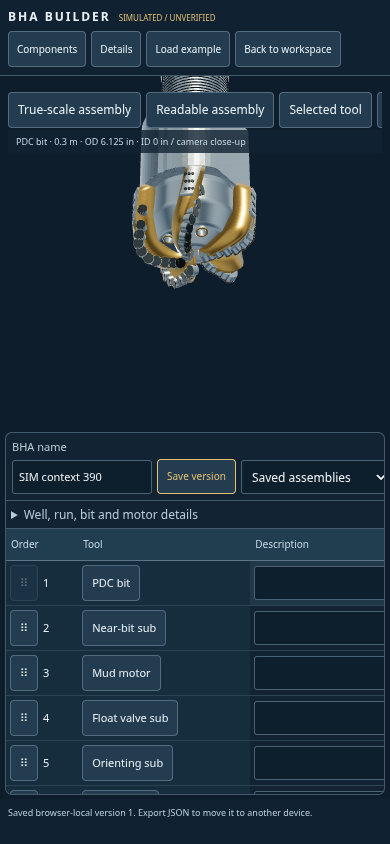 BHA BUILDER SIMULATED / UNVERIFIED
Components Details Load example Back to workspace
True-scale assembly Readable assembly Selected tool
PDC bit · 0.3 m · OD 6.125 in · ID 0 in / camera close-up
BHA name
SIM context 390 Save version Saved assemblies
▶ Well, run, bit and motor details
Order Tool Description
1 PDC bit
2 Near-bit sub
3 Mud motor
4 Float valve sub
5 Orienting sub
Saved browser-local version 1. Export JSON to move it to another device.